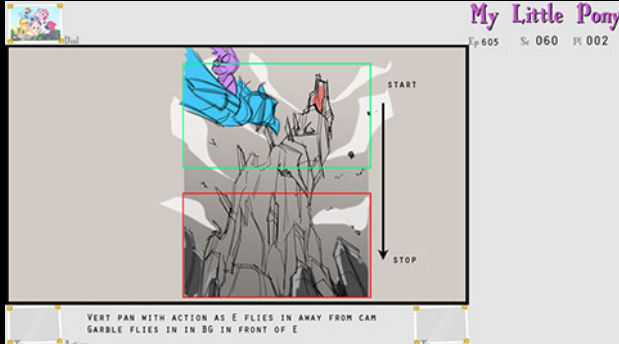 My Little Pony
Ep 605 Sc 060 Pl 002
Dial
START
STOP
VERT PAN WITH ACTION AS E FLIES IN AWAY FROM CAM
GARBLE FLIES IN IN BG IN FRONT OF E